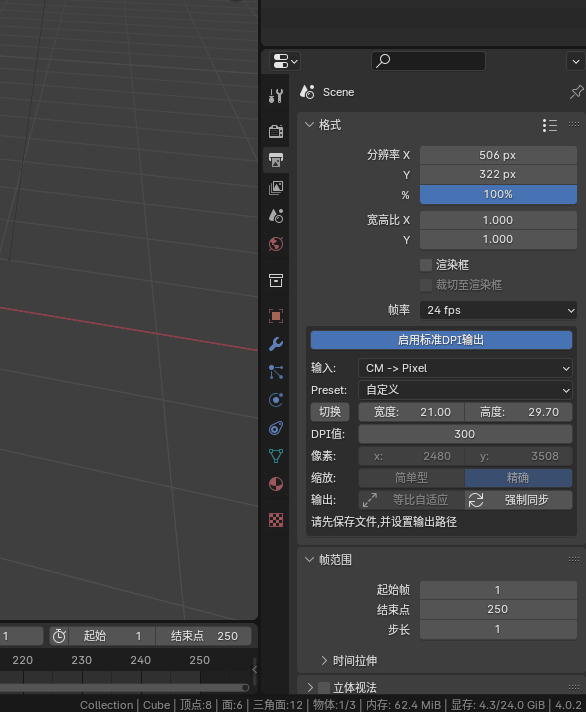 Scene
格式
分辨率 X 506 px
Y 322 px
% 100%
宽高比 X 1.000
Y 1.000
渲染框
裁切至渲染框
帧率 24 fps
启用标准DPI输出
输入: CM -> Pixel
Preset: 自定义
切换 宽度: 21.00 高度: 29.70
DPI值: 300
像素: x: 2480 y: 3508
缩放: 简单型 精确
输出: 等比自适应 强制同步
请先保存文件,并设置输出路径
帧范围
起始帧 1
结束点 250
步长 1
时间拉伸
立体视法
1 起始 1 结束点 250
220 230 240 250
Collection | Cube | 顶点:8 | 面:6 | 三角面:12 | 物体:1/3 | 内存: 62.4 MiB | 显存: 4.3/24.0 GiB | 4.0.2